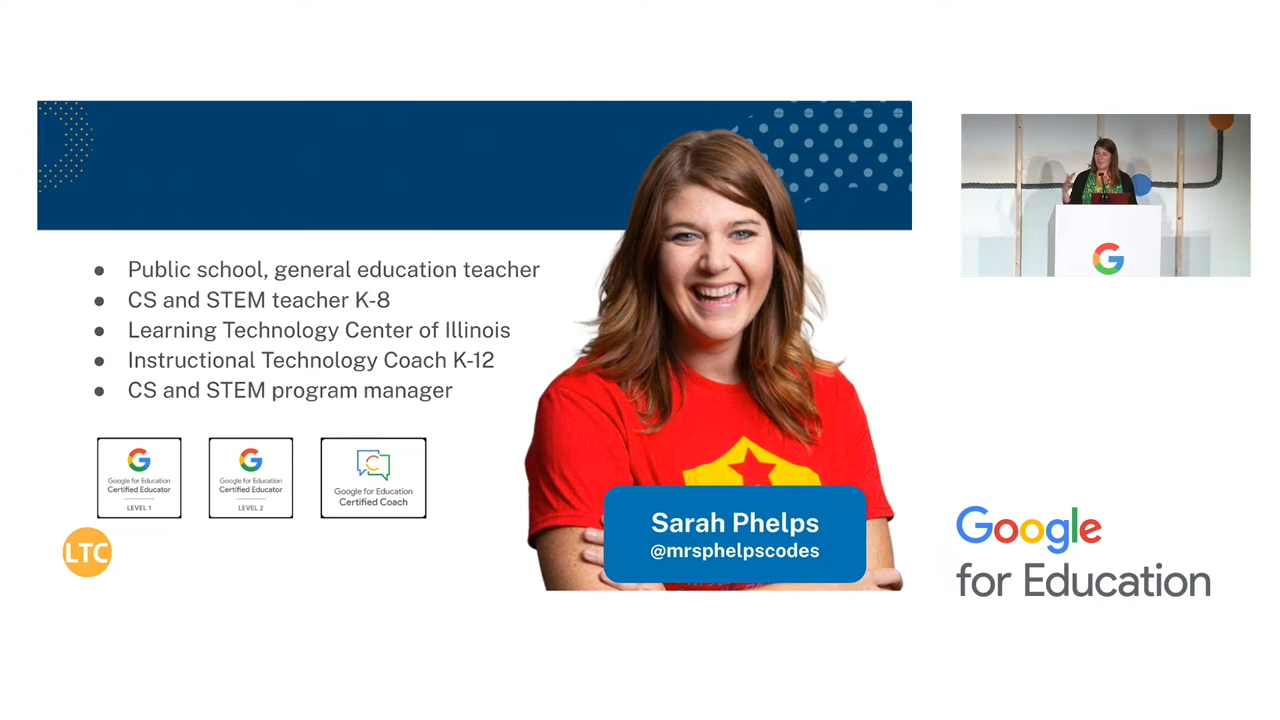 ● Public school, general education teacher
● CS and STEM teacher K-8
● Learning Technology Center of Illinois
● Instructional Technology Coach K-12
● CS and STEM program manager
Google for Education
Certified Educator
LEVEL 1
Google for Education
Certified Educator
LEVEL 2
Google for Education
Certified Coach
LTC
Sarah Phelps
@mrsphelpscodes
G
Google
for Education